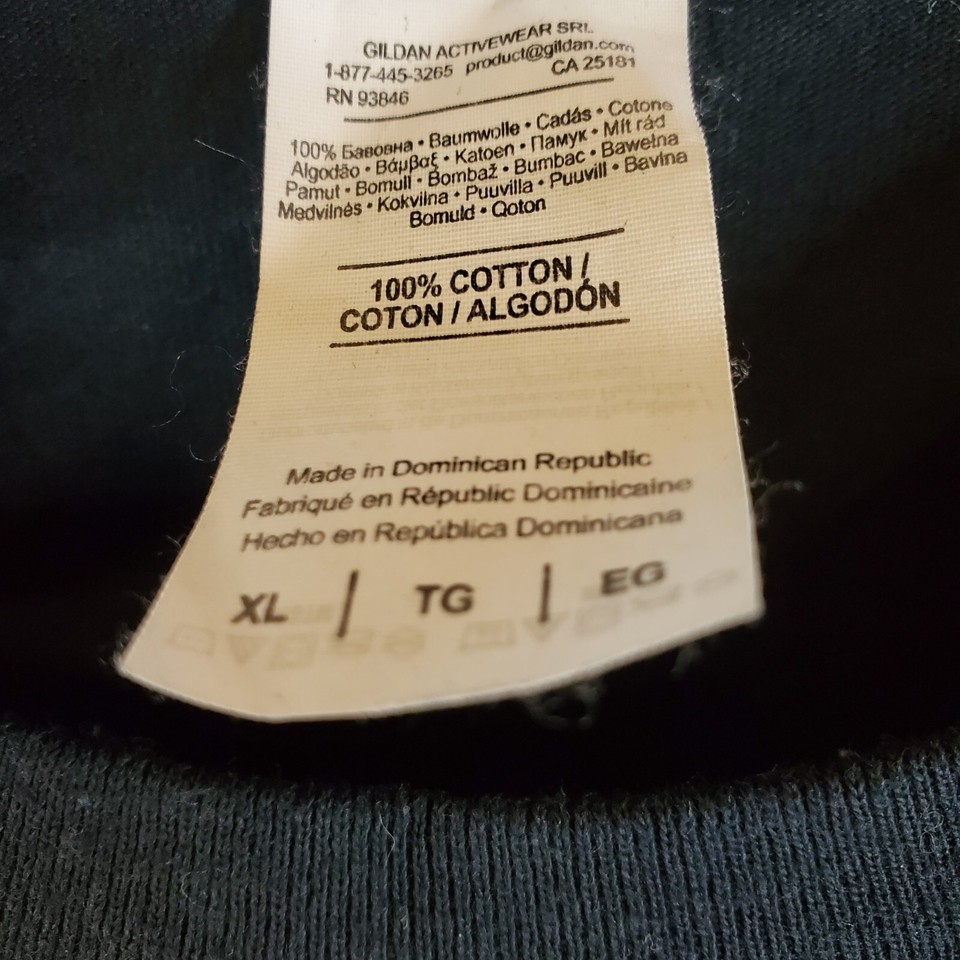 GILDAN ACTIVEWEAR SRL
1-877-445-3265 product@gildan.com
RN 93846 CA 25181
100% Бавовна • Baumwolle • Cadás • Cotone
Algodão • Βάμβαξ • Katoen • Памук • Mít rád
Pamut • Bomull • Bombaž • Bumbac • Bawełna
Medvilnės • Kokvilna • Puuvilla • Puuvill • Bavlna
Bomuld • Qoton
100% COTTON /
COTON / ALGODÓN
Made in Dominican Republic
Fabriqué en Républic Dominicaine
Hecho en República Dominicana
XL | TG | EG